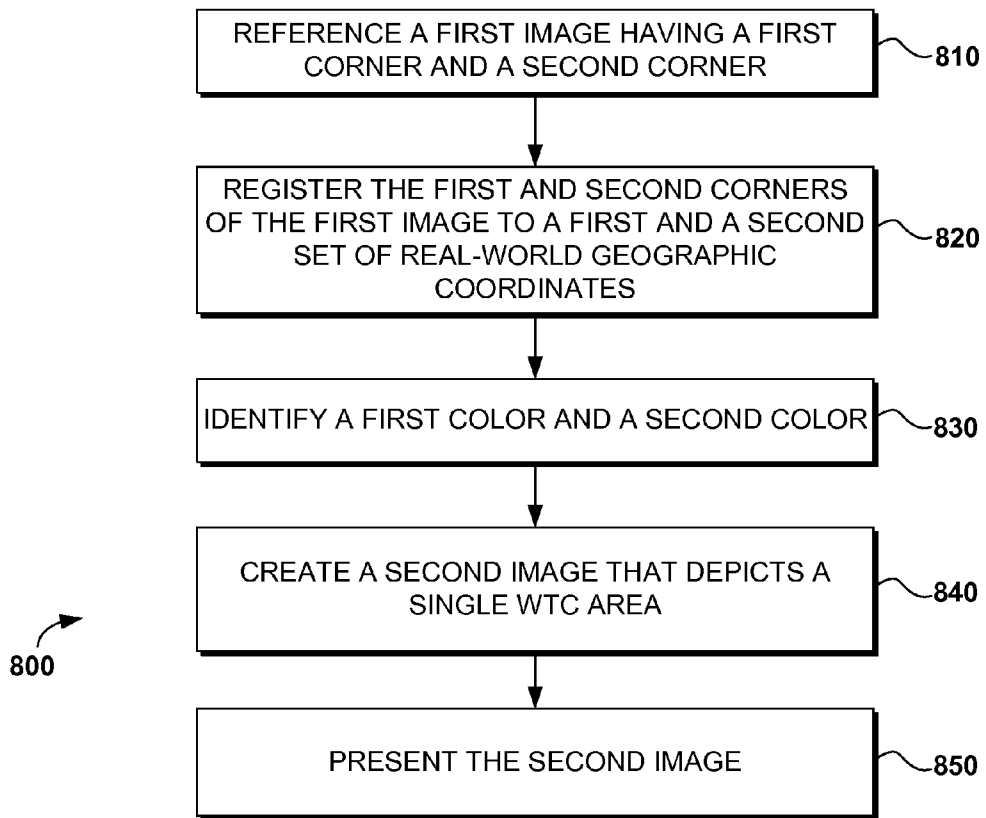 REFERENCE A FIRST IMAGE HAVING A FIRST
CORNER AND A SECOND CORNER
810
REGISTER THE FIRST AND SECOND CORNERS
OF THE FIRST IMAGE TO A FIRST AND A SECOND
SET OF REAL-WORLD GEOGRAPHIC
COORDINATES
820
IDENTIFY A FIRST COLOR AND A SECOND COLOR
830
CREATE A SECOND IMAGE THAT DEPICTS A
SINGLE WTC AREA
840
800
PRESENT THE SECOND IMAGE
850